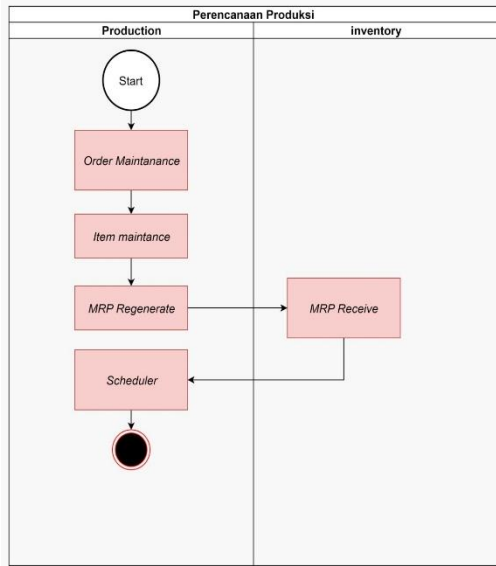 Perencanaan Produksi
Production
inventory
Start
Order Maintanance
Item maintance
MRP Regenerate
MRP Receive
Scheduler